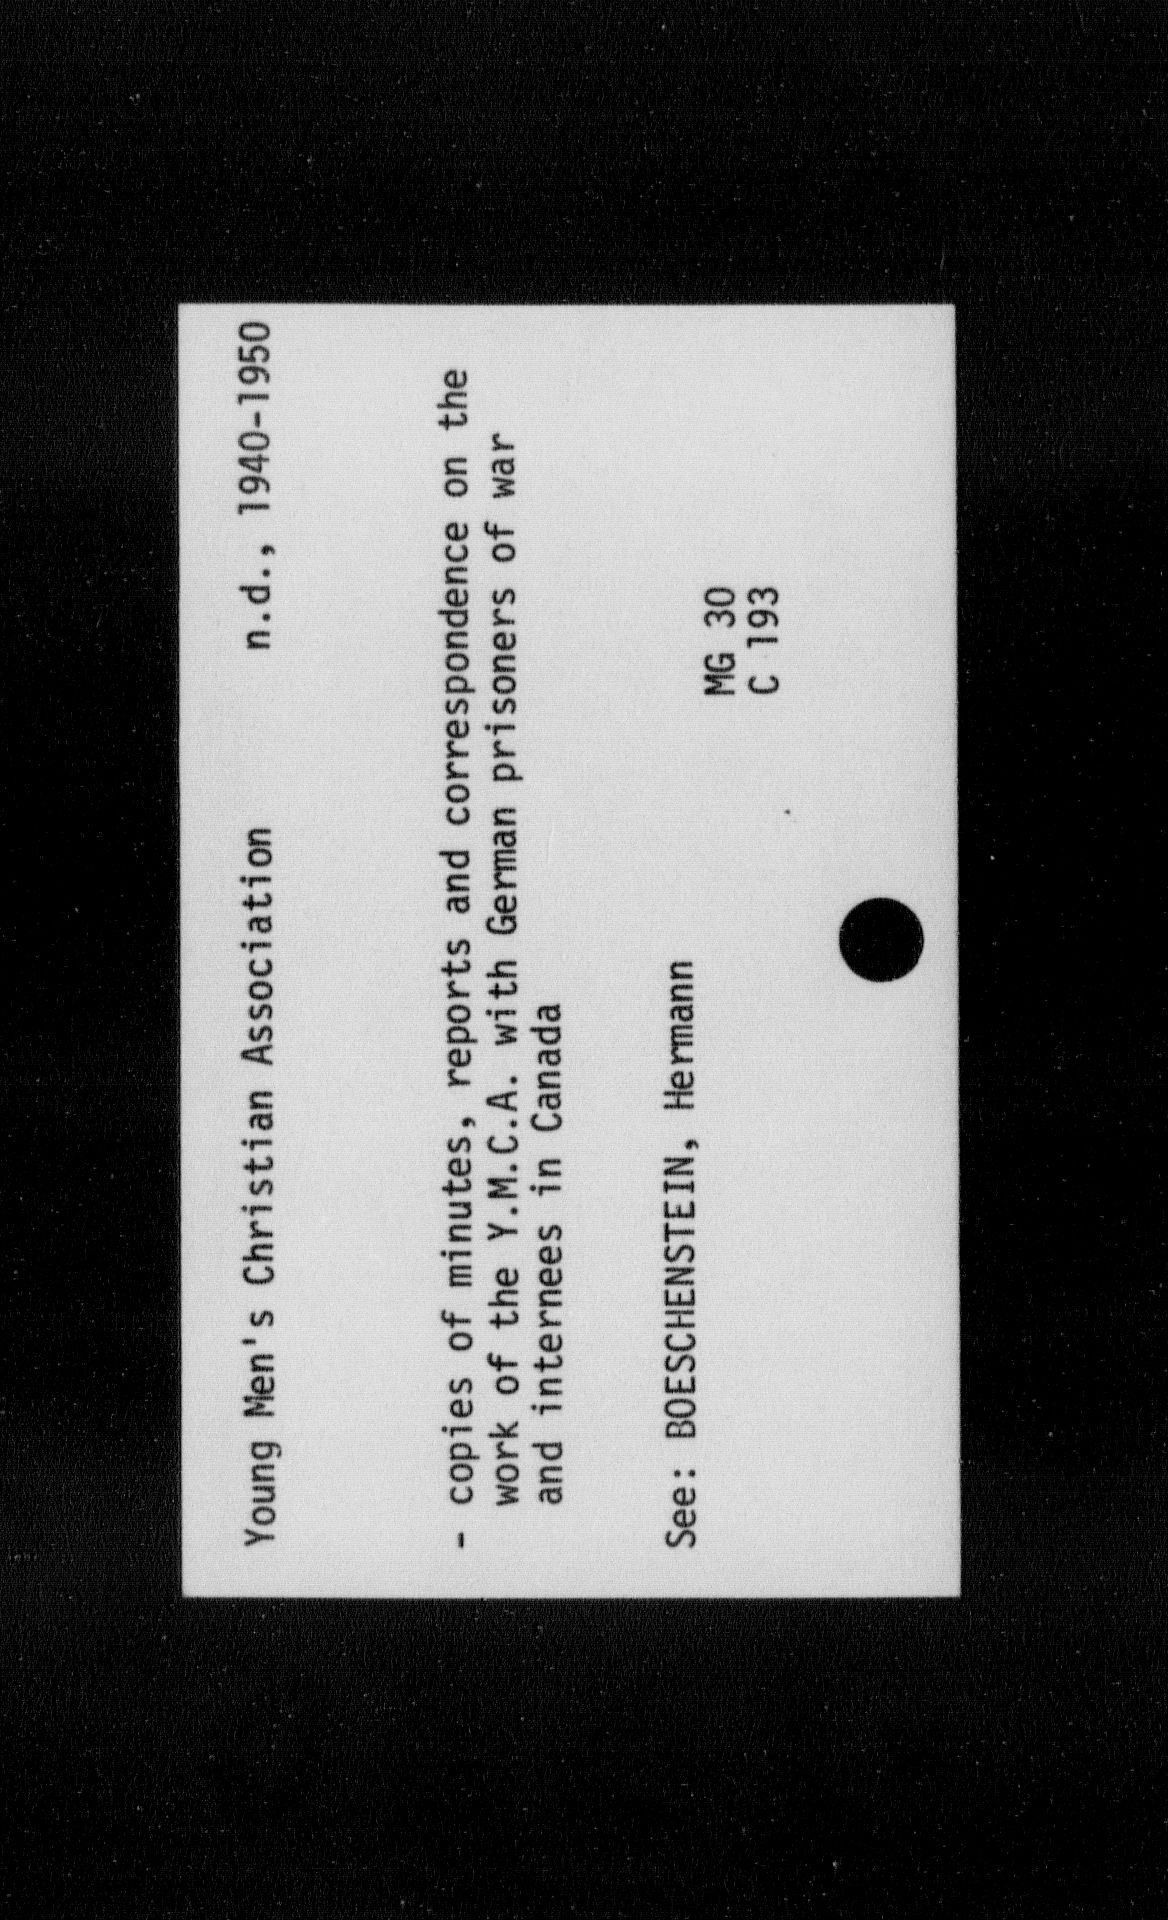 Young Men's Christian Association n.d., 1940-1950
- copies of minutes, reports and correspondence on the
work of the Y.M.C.A. with German prisoners of war
and internees in Canada
See: BOESCHENSTEIN, Hermann
MG 30
C 193